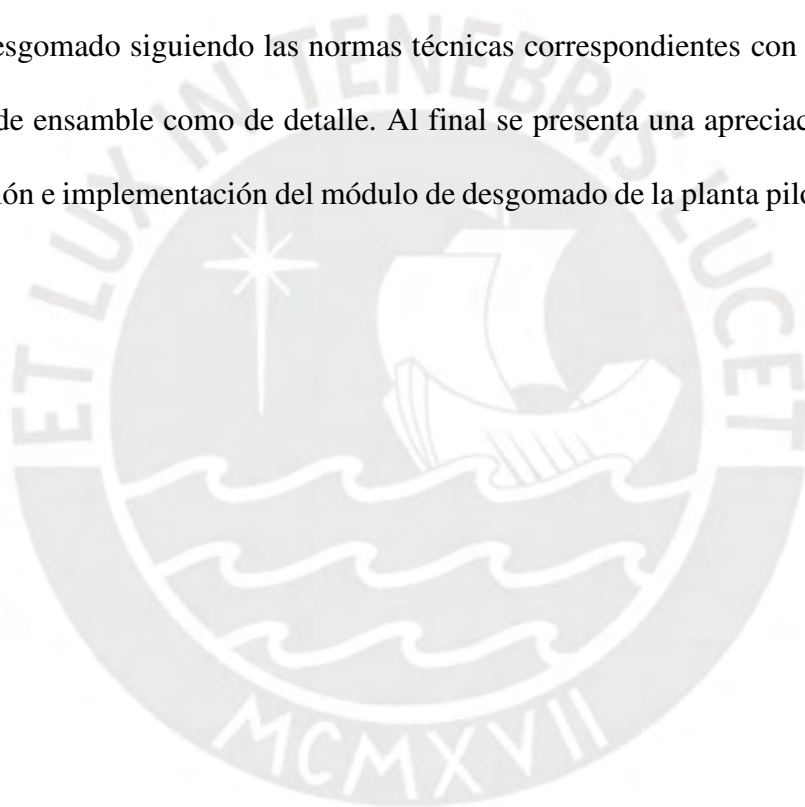 esgomado siguiendo las normas técnicas correspondientes con
de ensamble como de detalle. Al final se presenta una apreciac
ón e implementación del módulo de desgomado de la planta pilo
ET LUX IN TENEBRIS LUCET
MCMXVII